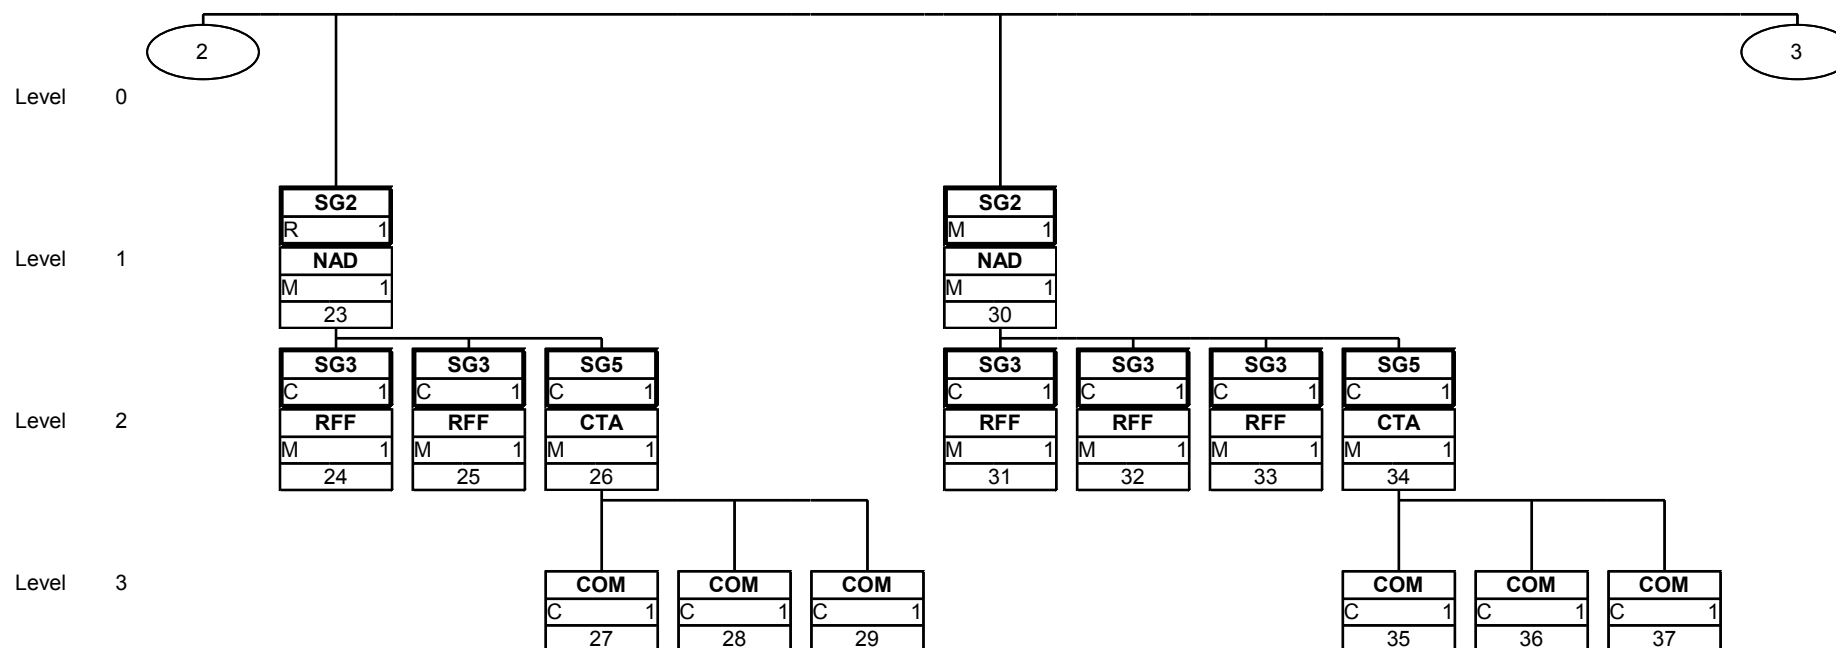 2 3
Level 0
SG2 SG2
R 1 M 1
Level 1
NAD NAD
M 1 M 1
23 30
SG3 SG3 SG5 SG3 SG3 SG3 SG5
C 1 C 1 C 1 C 1 C 1 C 1 C 1
Level 2
RFF RFF CTA RFF RFF RFF CTA
M 1 M 1 M 1 M 1 M 1 M 1 M 1
24 25 26 31 32 33 34
Level 3
COM COM COM COM COM COM
C 1 C 1 C 1 C 1 C 1 C 1
27 28 29 35 36 37